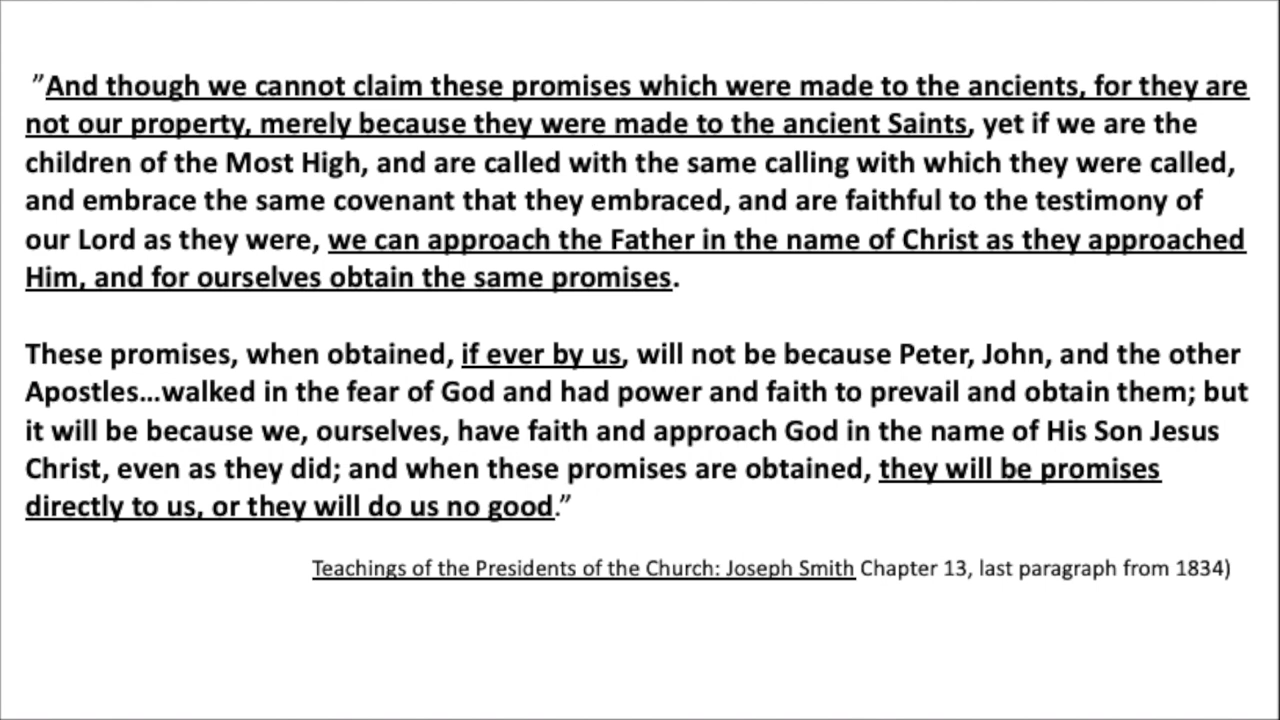 ”And though we cannot claim these promises which were made to the ancients, for they are
not our property, merely because they were made to the ancient Saints, yet if we are the
children of the Most High, and are called with the same calling with which they were called,
and embrace the same covenant that they embraced, and are faithful to the testimony of
our Lord as they were, we can approach the Father in the name of Christ as they approached
Him, and for ourselves obtain the same promises.
These promises, when obtained, if ever by us, will not be because Peter, John, and the other
Apostles...walked in the fear of God and had power and faith to prevail and obtain them; but
it will be because we, ourselves, have faith and approach God in the name of His Son Jesus
Christ, even as they did; and when these promises are obtained, they will be promises
directly to us, or they will do us no good.”
Teachings of the Presidents of the Church: Joseph Smith Chapter 13, last paragraph from 1834)